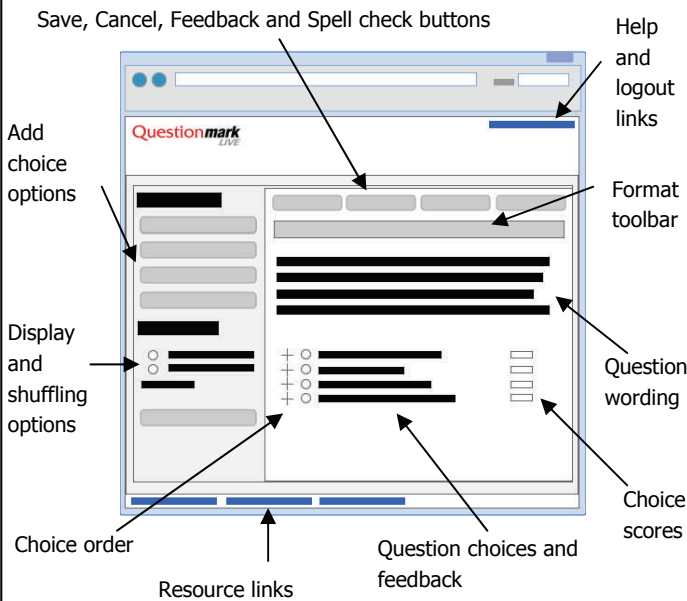 Save, Cancel, Feedback and Spell check buttons
Help
and
logout
links
Questionmark
LIVE
Add
choice
options
Format
toolbar
Display
and
shuffling
options
Question
wording
Choice
scores
Choice order
Question choices and
feedback
Resource links